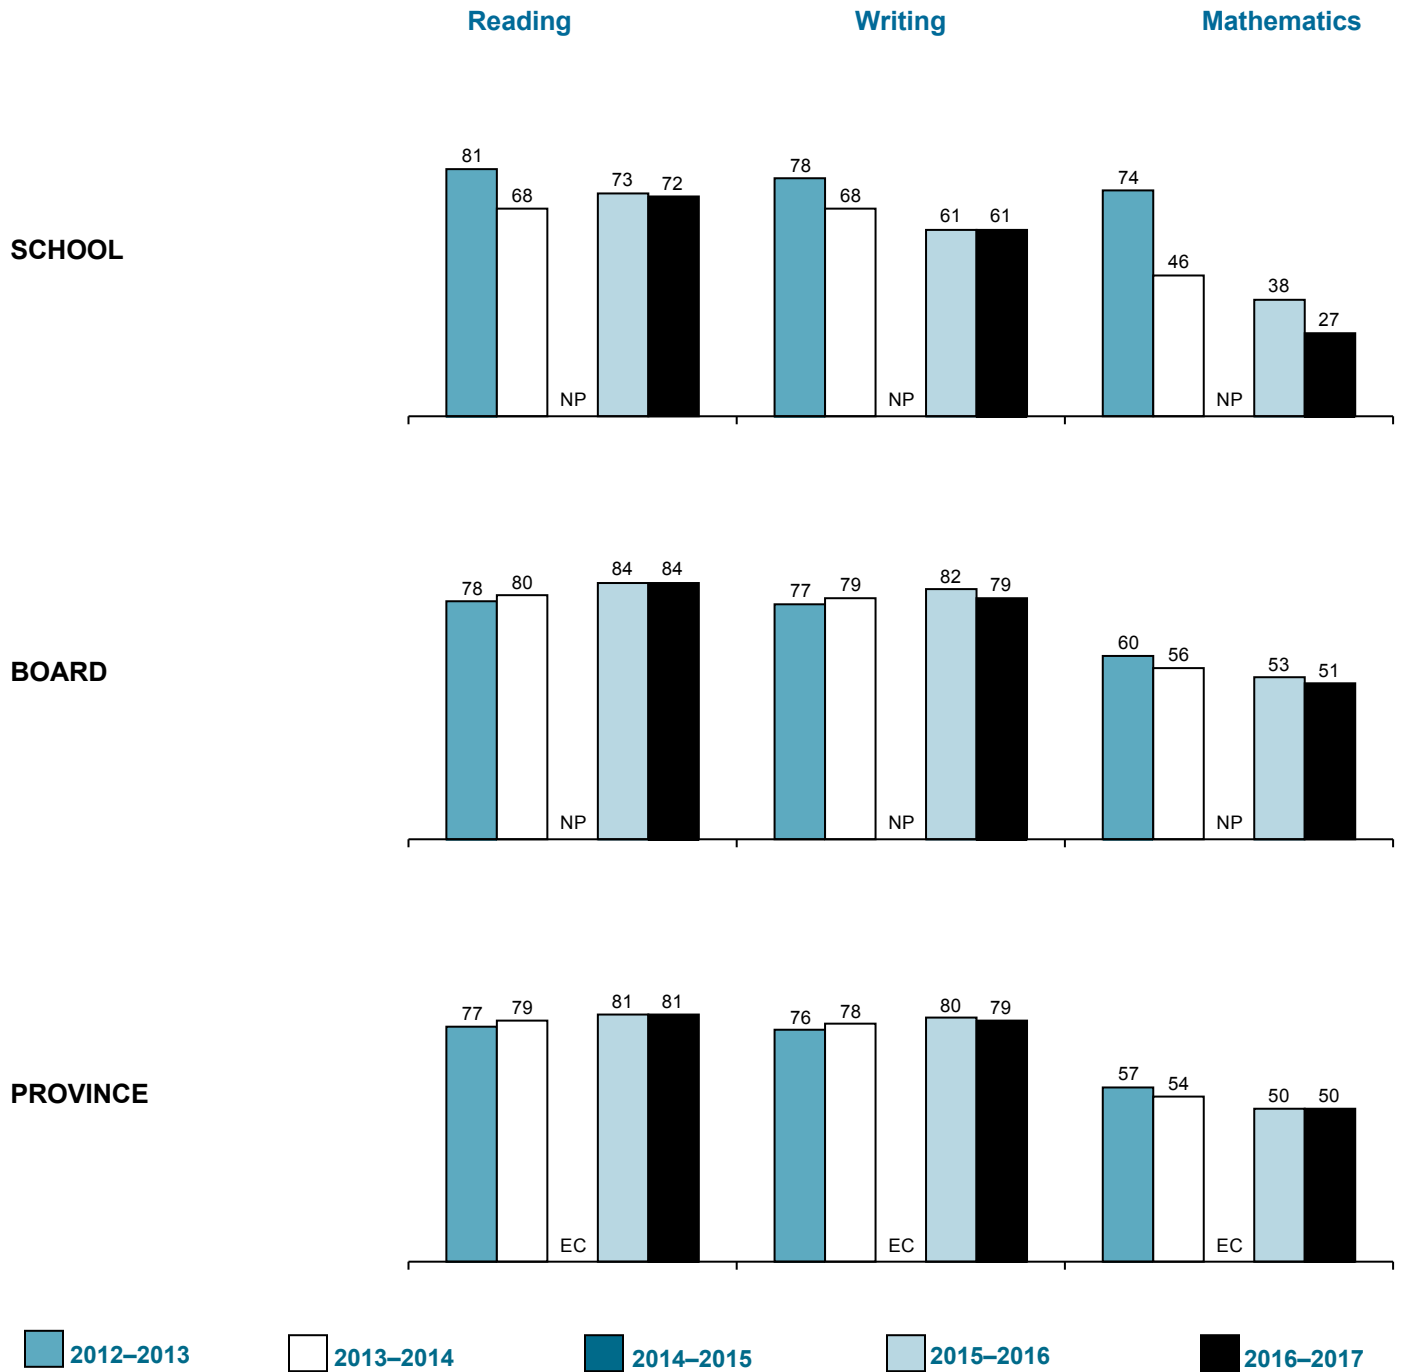 Reading Writing Mathematics
SCHOOL
81 68 NP 73 72 78 68 NP 61 61 74 46 NP 38 27
BOARD
78 80 NP 84 84 77 79 NP 82 79 60 56 NP 53 51
PROVINCE
77 79 EC 81 81 76 78 EC 80 79 57 54 EC 50 50
2012–2013 2013–2014 2014–2015 2015–2016 2016–2017